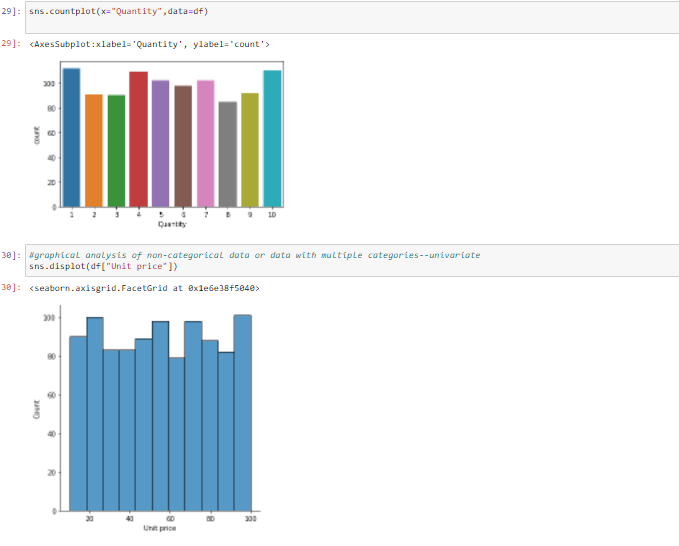 29]: sns.countplot(x="Quantity",data=df)
29]: <AxesSubplot:xlabel='Quantity', ylabel='count'>
100
80
60
40
20
0
count
1 2 3 4 5 6 7 8 9 10
Quantity
30]: #graphical analysis of non-categorical data or data with multiple categories--univariate
sns.displot(df["Unit price"])
30]: <seaborn.axisgrid.FacetGrid at 0x1e6e38f5040>
100
80
60
40
20
0
Count
20 40 60 80 100
Unit price